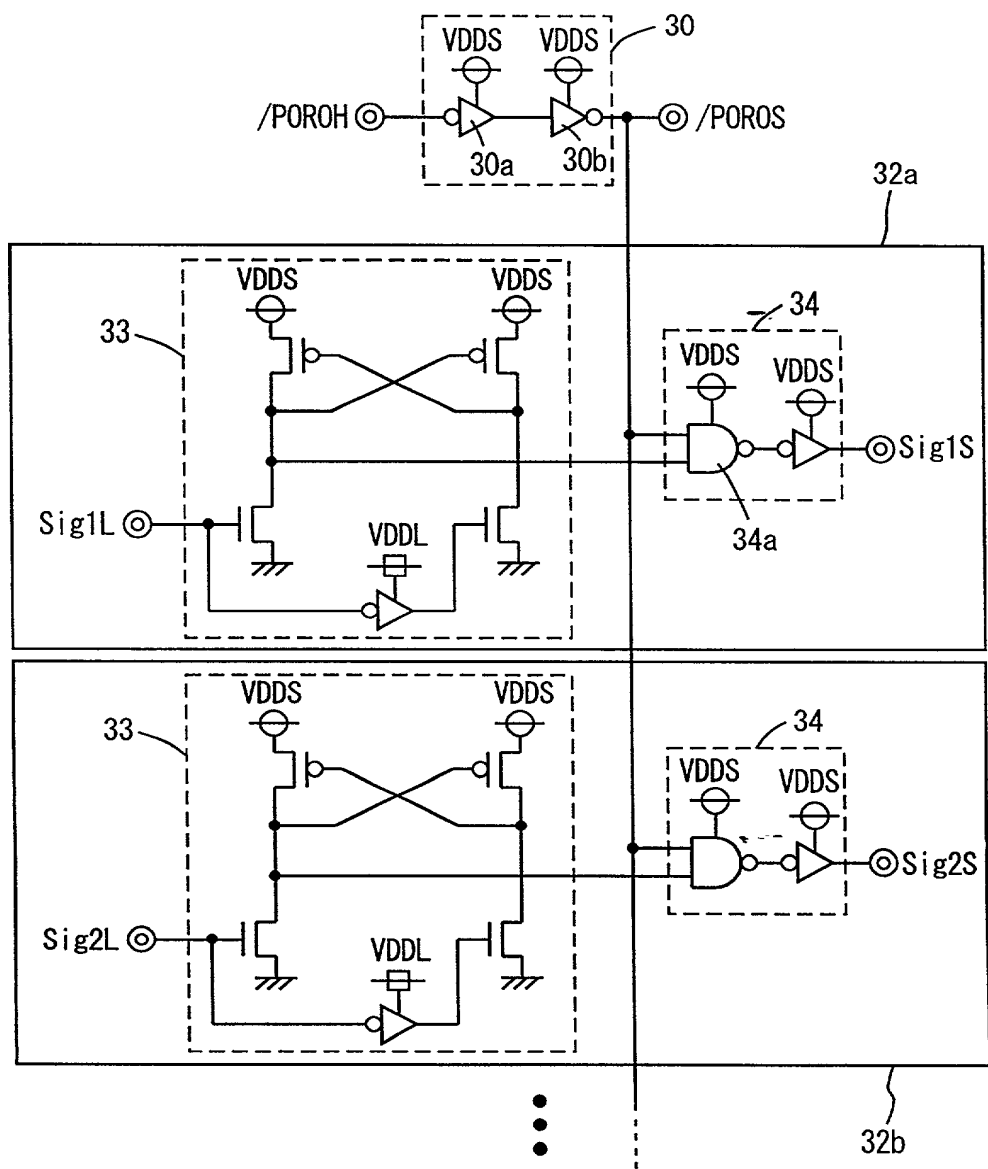 30
VDDS VDDS
/POROH /POROS
30a 30b
32a
VDDS VDDS
33 34
VDDS
VDDS
Sig1S
34a
Sig1L
VDDL
VDDS VDDS
33 34
VDDS
VDDS
Sig2S
Sig2L
VDDL
32b